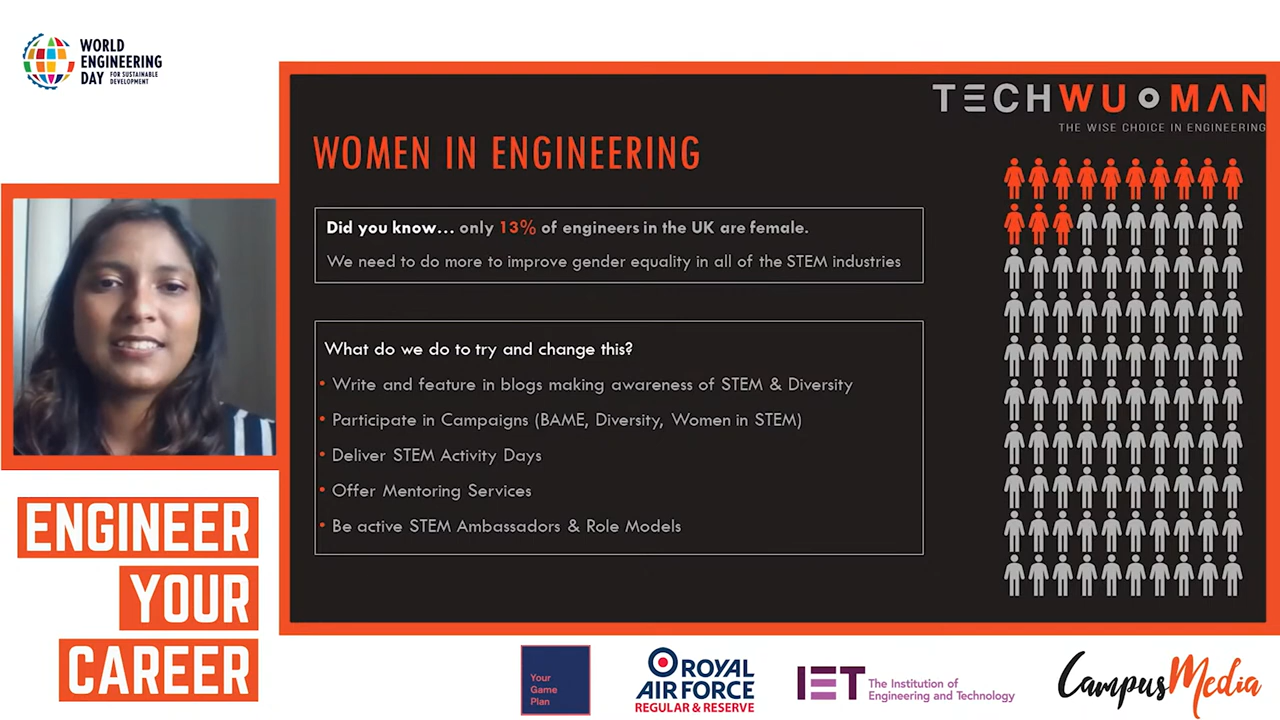 WORLD
ENGINEERING
DAY FOR SUSTAINABLE
DEVELOPMENT
TECHWUMAN
THE WISE CHOICE IN ENGINEERING
WOMEN IN ENGINEERING
Did you know... only 13% of engineers in the UK are female.
We need to do more to improve gender equality in all of the STEM industries
What do we do to try and change this?
• Write and feature in blogs making awareness of STEM & Diversity
• Participate in Campaigns (BAME, Diversity, Women in STEM)
• Deliver STEM Activity Days
• Offer Mentoring Services
• Be active STEM Ambassadors & Role Models
ENGINEER
YOUR
CAREER
Your
Game
Plan
ROYAL
AIR FORCE
REGULAR & RESERVE
IET The Institution of
Engineering and Technology
CampusMedia